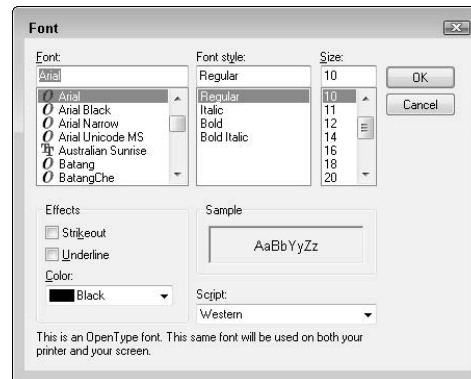 Font
Font:
Font style:
Size:
Arial
Regular
10
OK
Cancel
Arial
Arial Black
Arial Narrow
Arial Unicode MS
Australian Sunrise
Batang
BatangChe
Regular
Italic
Bold
Bold Italic
10
11
12
14
16
18
20
Effects
Strikeout
Underline
Color:
Black
Sample
AaBbYyZz
Script:
Western
This is an OpenType font. This same font will be used on both your
printer and your screen.